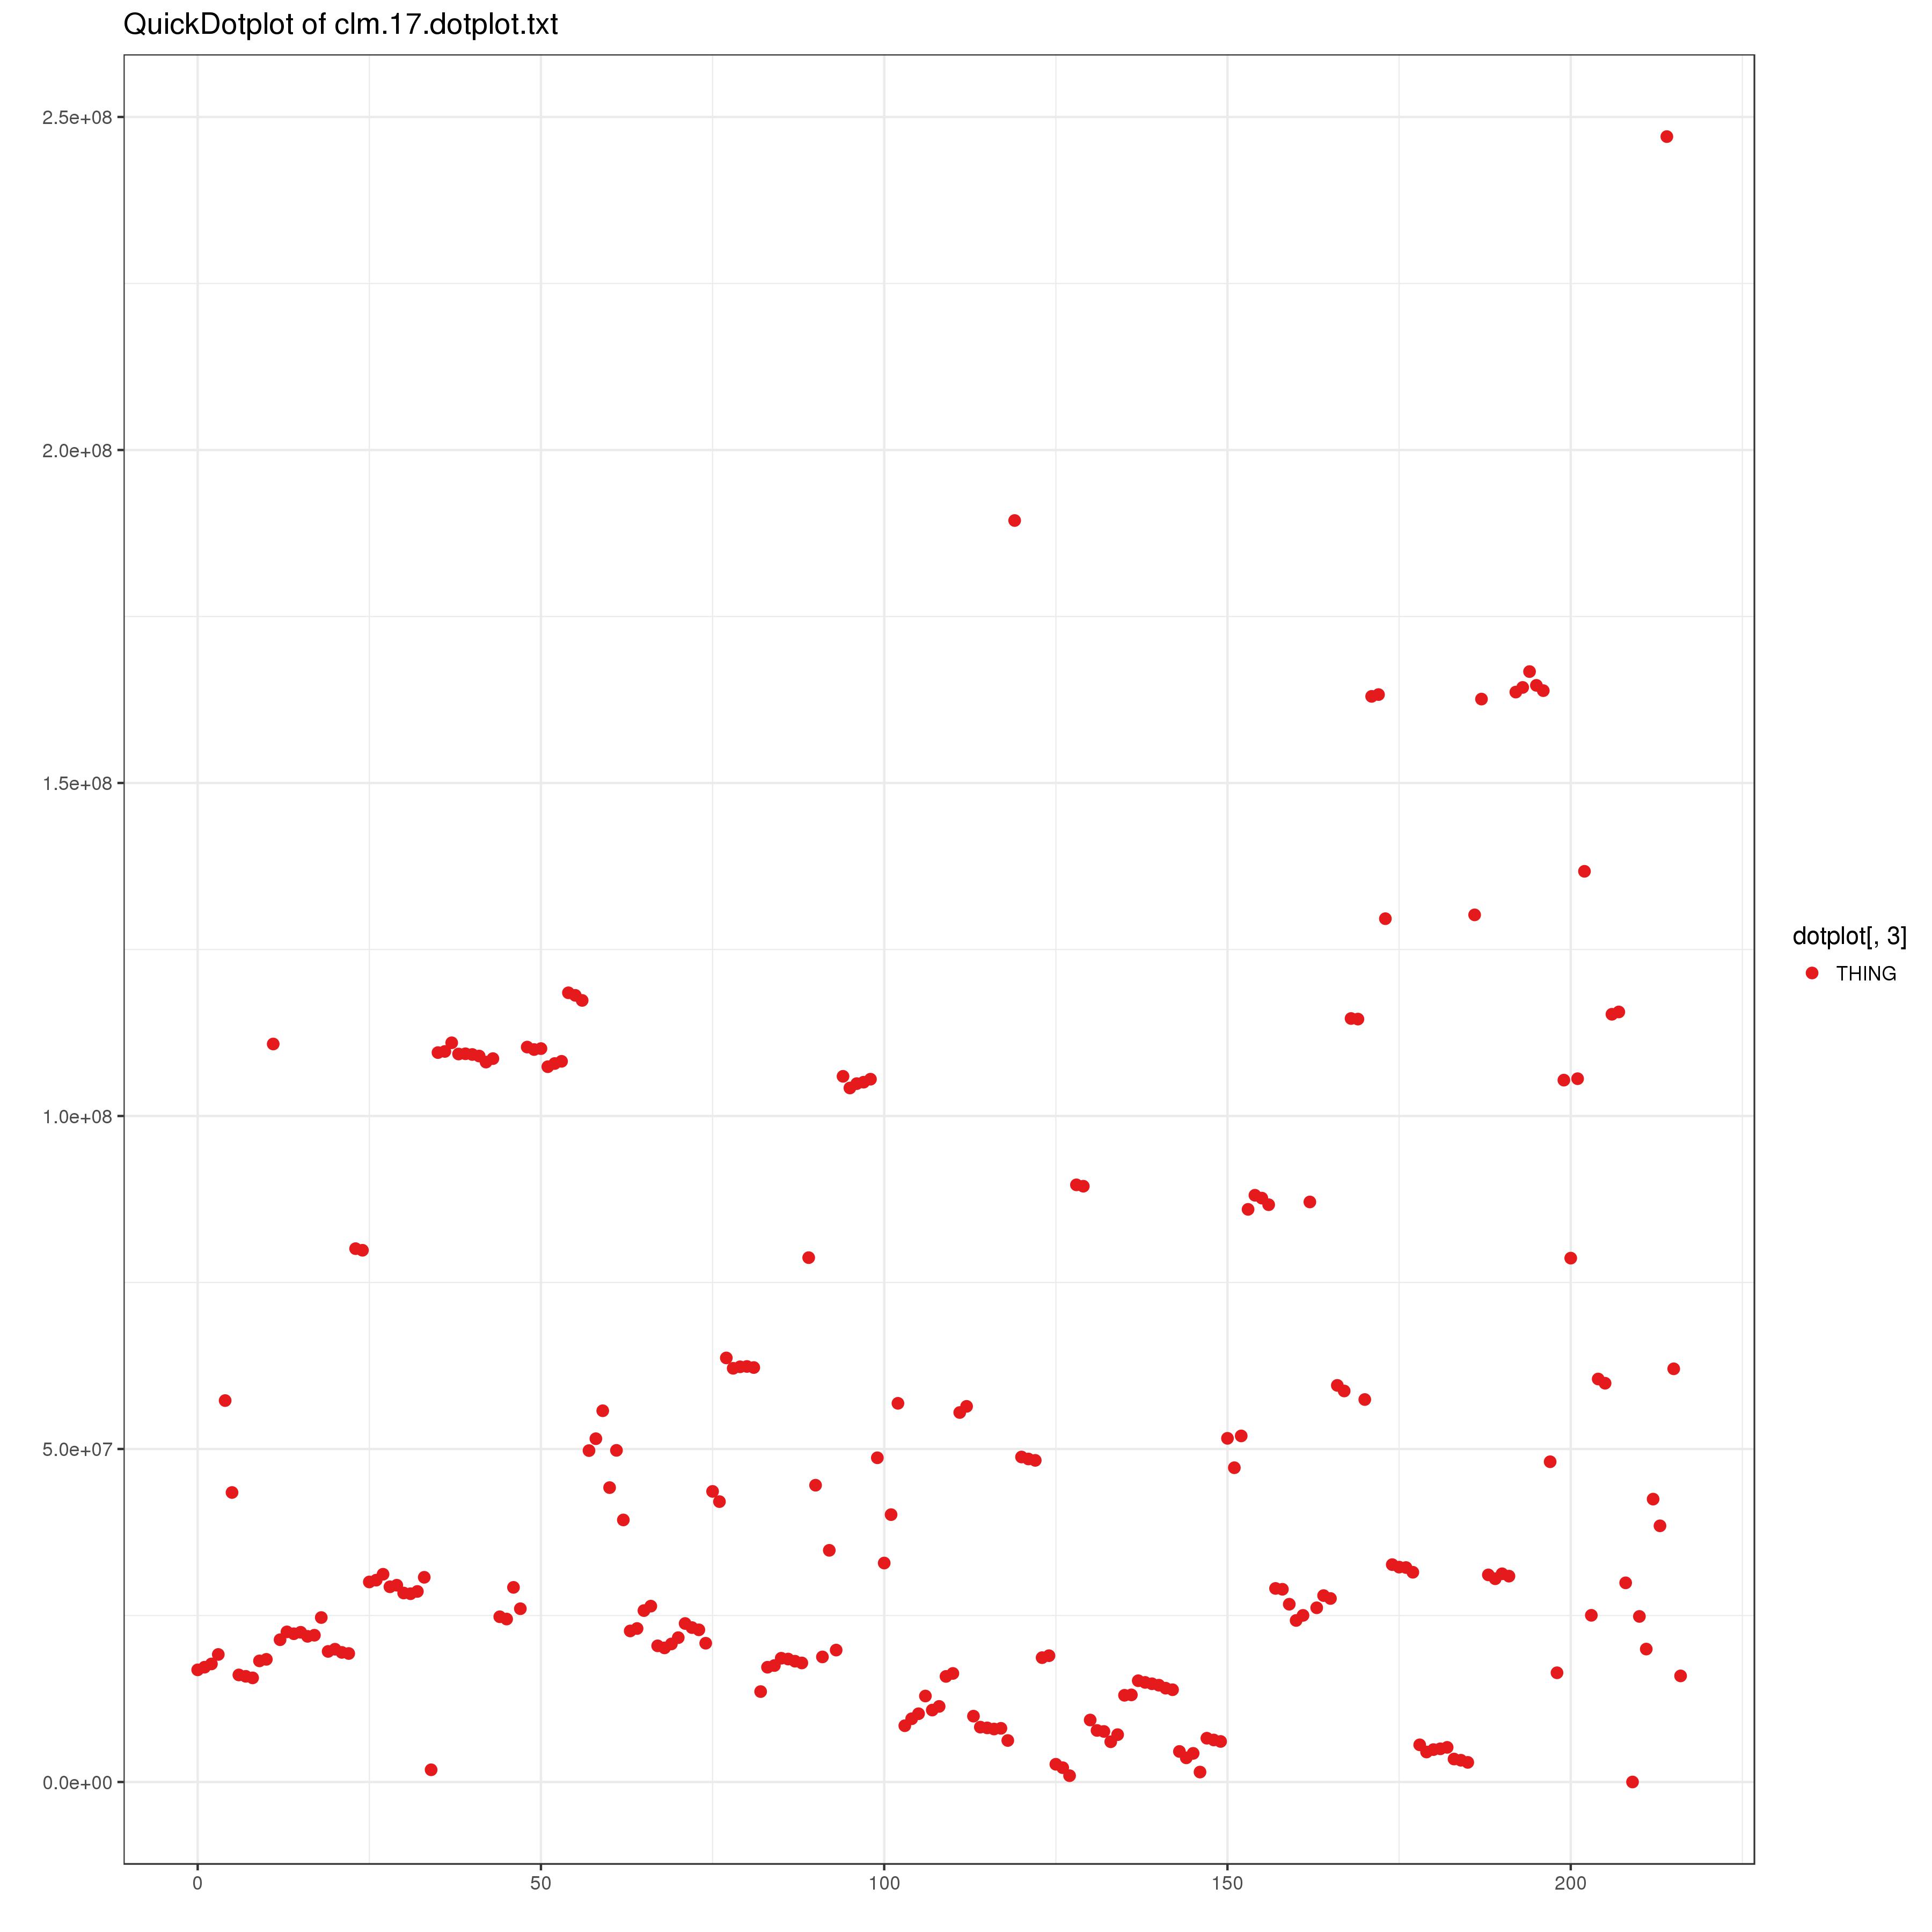 QuickDotplot of clm.17.dotplot.txt
2.5e+08
2.0e+08
1.5e+08
1.0e+08
5.0e+07
0.0e+00
0 50 100 150 200
dotplot[, 3]
THING